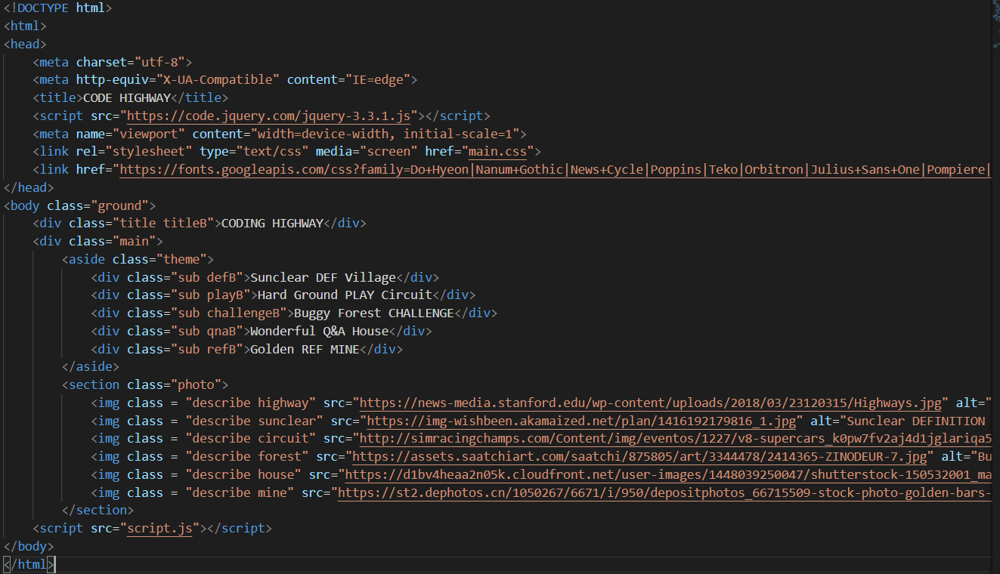 <!DOCTYPE html>
<html>
<head>
    <meta charset="utf-8">
    <meta http-equiv="X-UA-Compatible" content="IE=edge">
    <title>CODE HIGHWAY</title>
    <script src="https://code.jquery.com/jquery-3.3.1.js"></script>
    <meta name="viewport" content="width=device-width, initial-scale=1">
    <link rel="stylesheet" type="text/css" media="screen" href="main.css">
    <link href="https://fonts.googleapis.com/css?family=Do+Hyeon|Nanum+Gothic|News+Cycle|Poppins|Teko|Orbitron|Julius+Sans+One|Pompiere|
</head>
<body class="ground">
    <div class="title titleB">CODING HIGHWAY</div>
    <div class="main">
        <aside class="theme">
            <div class="sub defB">Sunclear DEF Village</div>
            <div class="sub playB">Hard Ground PLAY Circuit</div>
            <div class="sub challengeB">Buggy Forest CHALLENGE</div>
            <div class="sub qnaB">Wonderful Q&A House</div>
            <div class="sub refB">Golden REF MINE</div>
        </aside>
        <section class="photo">
            <img class = "describe highway" src="https://news-media.stanford.edu/wp-content/uploads/2018/03/23120315/Highways.jpg" alt="
            <img class = "describe sunclear" src="https://img-wishbeen.akamaized.net/plan/1416192179816_1.jpg" alt="Sunclear DEFINITION
            <img class = "describe circuit" src="http://simracingchamps.com/Content/img/eventos/1227/v8-supercars_k0pw7fv2aj4d1jglariqa5
            <img class = "describe forest" src="https://assets.saatchiart.com/saatchi/875805/art/3344478/2414365-ZINODEUR-7.jpg" alt="Bu
            <img class = "describe house" src="https://d1bv4heaa2n05k.cloudfront.net/user-images/1448039250047/shutterstock-150532001_ma
            <img class = "describe mine" src="https://st2.dephotos.cn/1050267/6671/i/950/depositphotos_66715509-stock-photo-golden-bars-
        </section>
    <script src="script.js"></script>
</body>
</html>